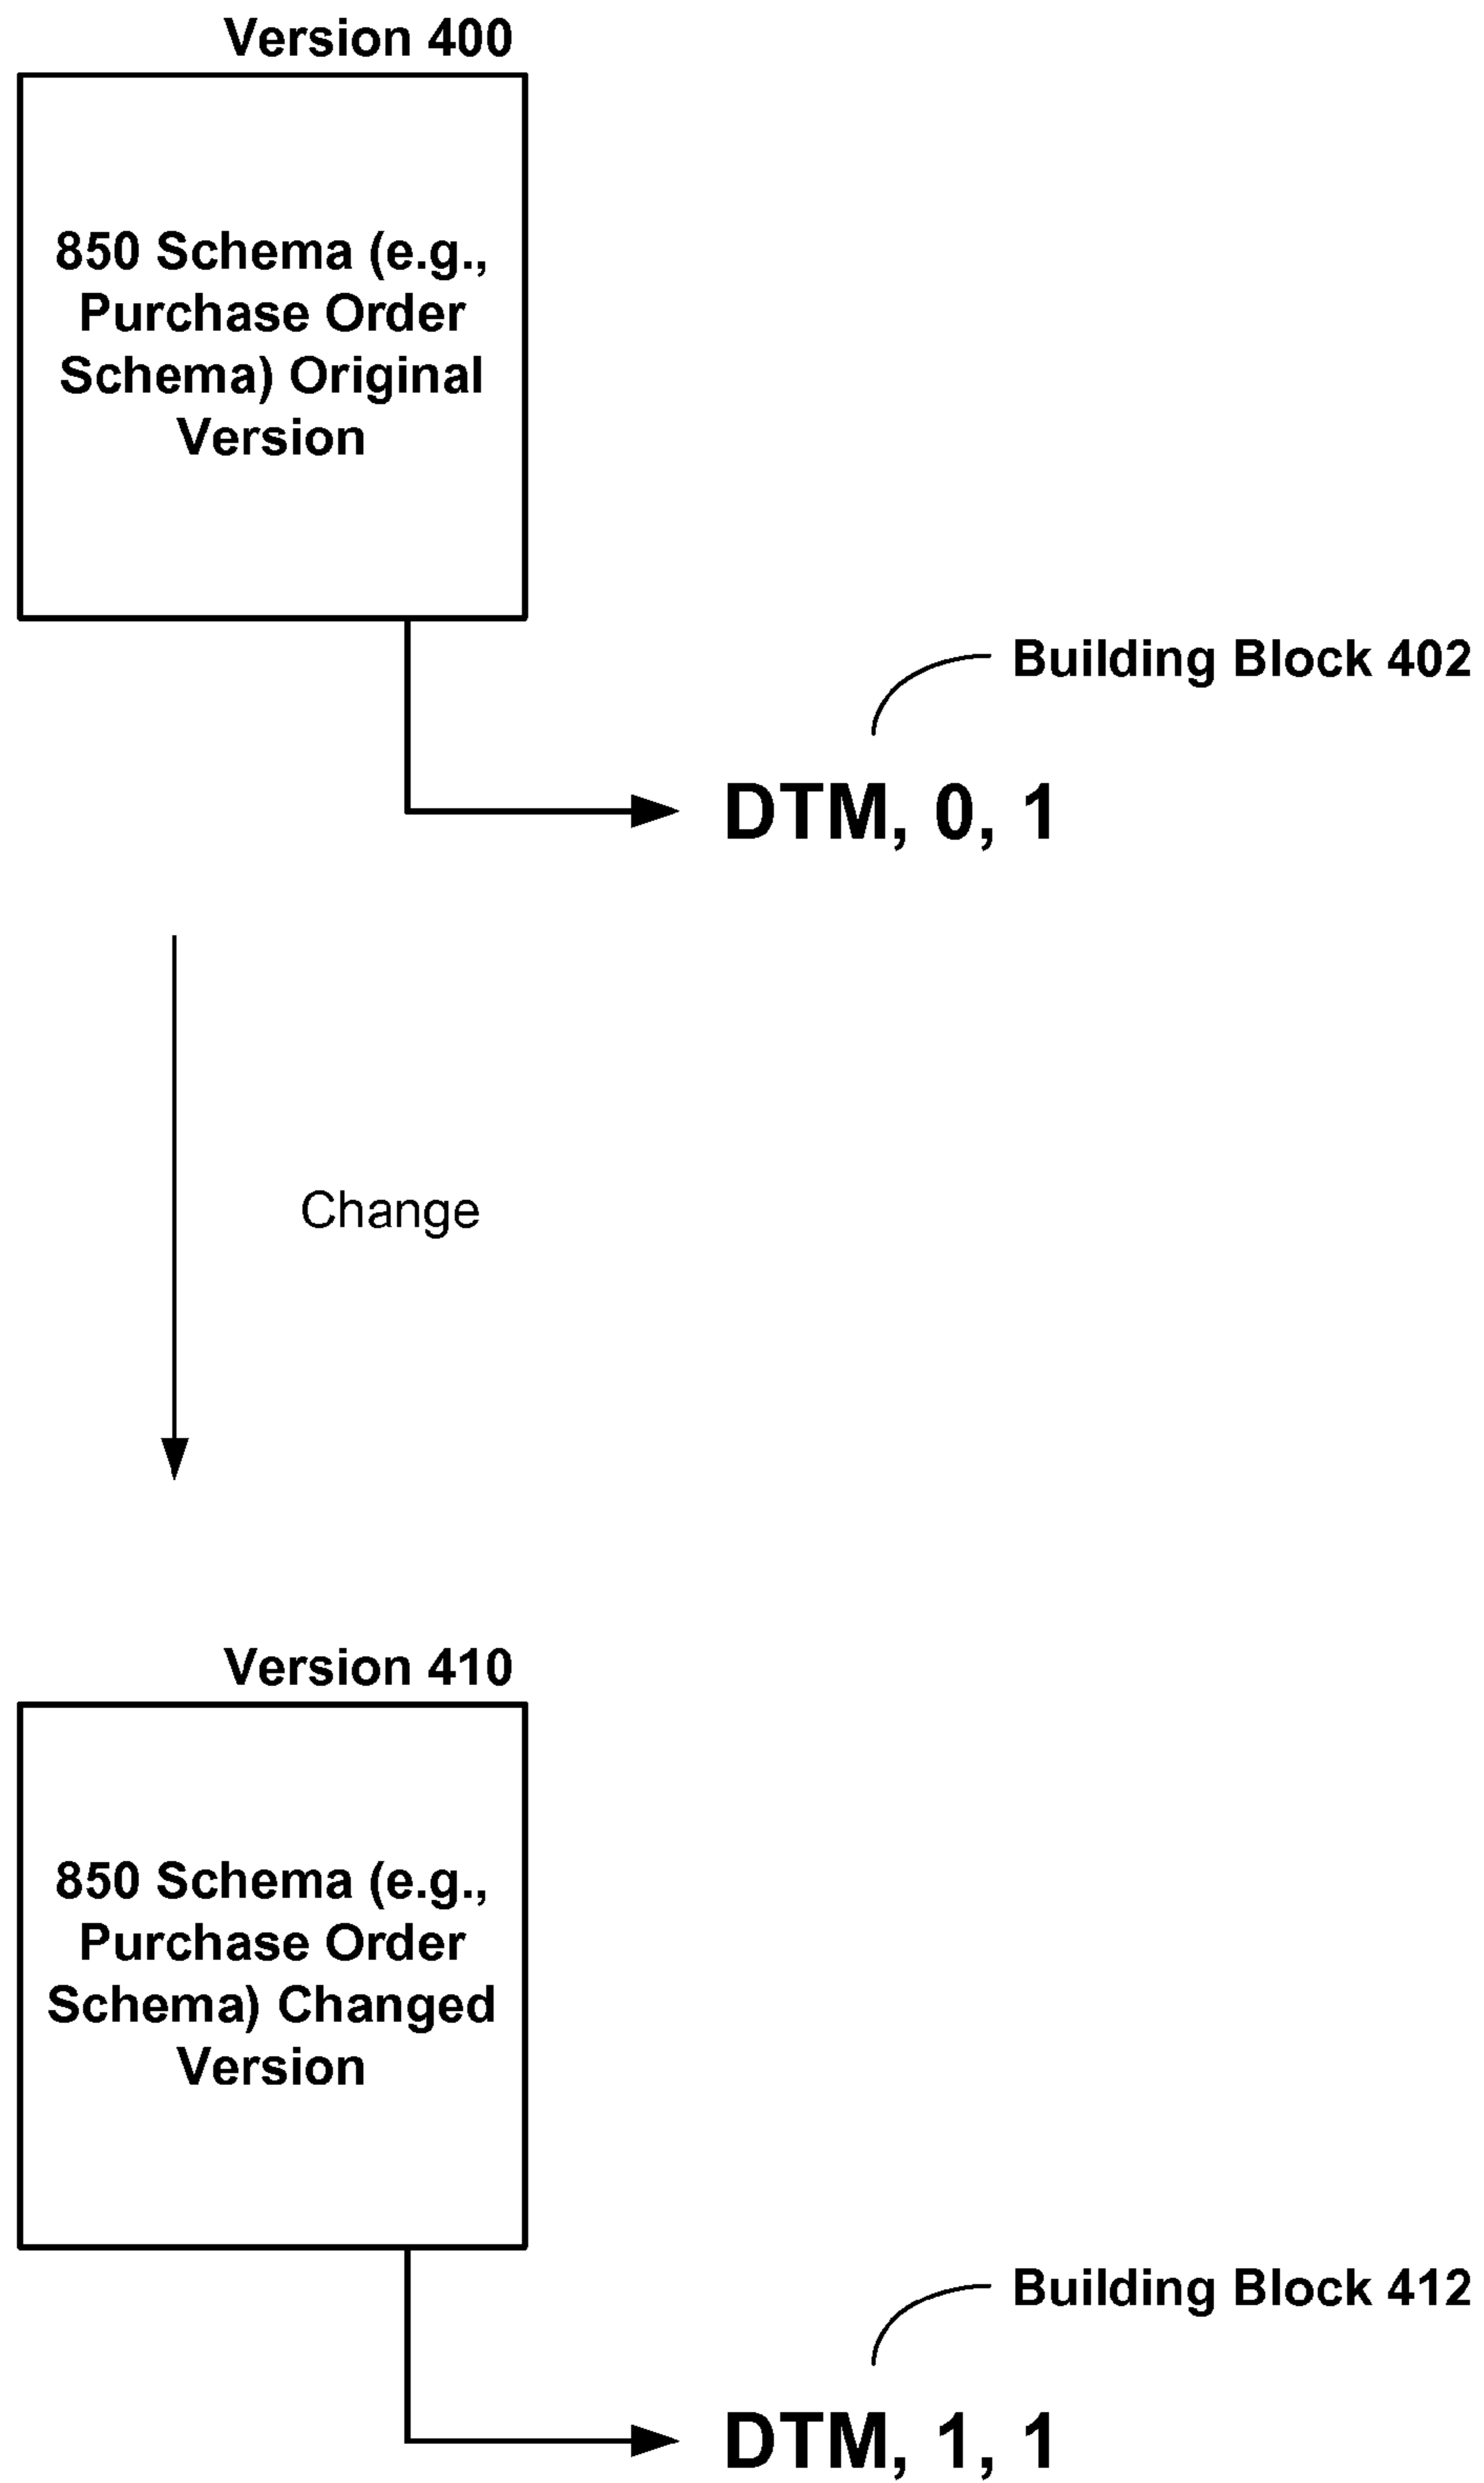 Version 400
850 Schema (e.g.,
Purchase Order
Schema) Original
Version
Building Block 402
DTM, 0, 1
Change
Version 410
850 Schema (e.g.,
Purchase Order
Schema) Changed
Version
Building Block 412
DTM, 1, 1